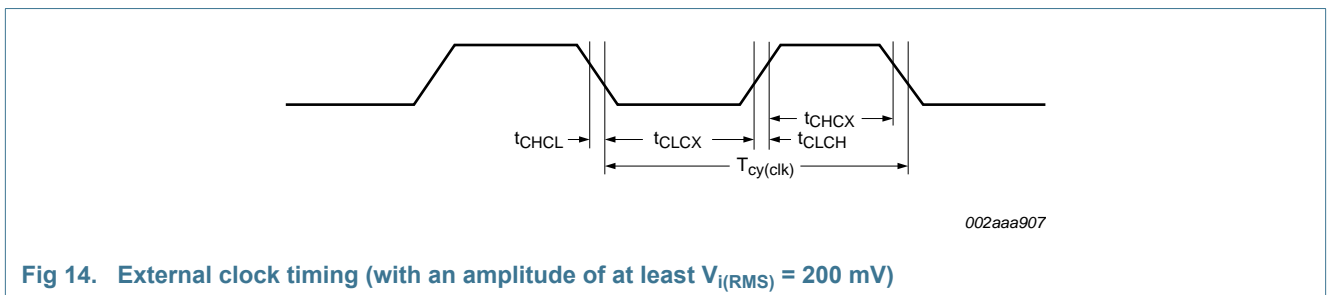 tCHCX
tCHCL tCLCX tCLCH
Tcy(clk)
002aaa907
Fig 14. External clock timing (with an amplitude of at least Vi(RMS) = 200 mV)